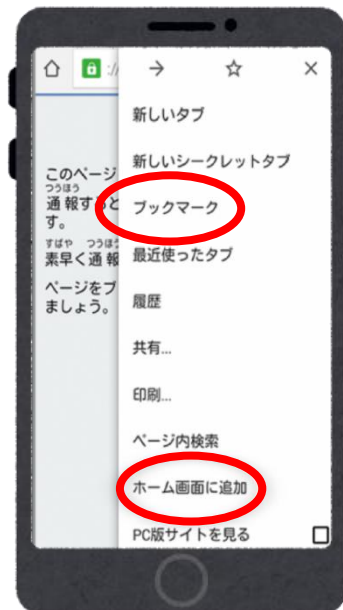 ://
新しいタブ
新しいシークレットタブ
このページ
つうほう
通報すると
す。
ブックマーク
すばや つうほう
素早く通報
最近使ったタブ
ページをブ
ましょう。
履歴
共有...
印刷...
ページ内検索
ホーム画面に追加
PC版サイトを見る